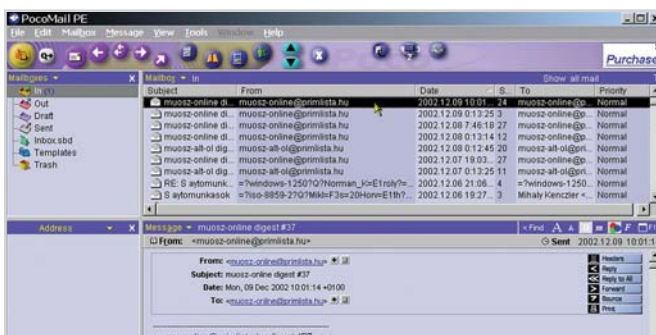 PocoMail PE
File Edit Mailbox Message View Tools Window Help
Purchase
Mailboxes X Mailbox In Show all mail
Subject From Date S... To Priority
In (1)
Out
Draft
Sent
Inbox.sbd
Templates
Trash
muosz-online di... muosz-online@primlista.hu 2002.12.09 10:01... 24 muosz-online@p... Normal
muosz-online di... muosz-online@primlista.hu 2002.12.09 0:13:25 3 muosz-online@p... Normal
muosz-online di... muosz-online@primlista.hu 2002.12.08 7:46:18 27 muosz-online@p... Normal
muosz-online di... muosz-online@primlista.hu 2002.12.08 0:13:14 12 muosz-online@p... Normal
muosz-alt-ol dig... muosz-alt-ol@primlista.hu 2002.12.08 0:12:45 20 muosz-alt-ol@pri... Normal
muosz-online di... muosz-online@primlista.hu 2002.12.07 19:03... 27 muosz-online@p... Normal
muosz-alt-ol dig... muosz-alt-ol@primlista.hu 2002.12.07 0:13:25 11 muosz-alt-ol@pri... Normal
RE: S aytomunk... 2002.12.06 21:06... 4 =?windows-1250... Normal
S aytomunkasok 2002.12.06 19:27... 3 Mihaly Kenczler <... Normal
Address X Message muosz-online digest #37 <Find A A F
From: <muosz-online@primlista.hu> Sent 2002.12.09 10:01:1
From: <muosz-online@primlista.hu>
Subject: muosz-online digest #37
Date: Mon, 09 Dec 2002 10:01:14 +0100
To: <muosz-online@primlista.hu>
Headers
Reply
Reply to All
Forward
Bounce
Print